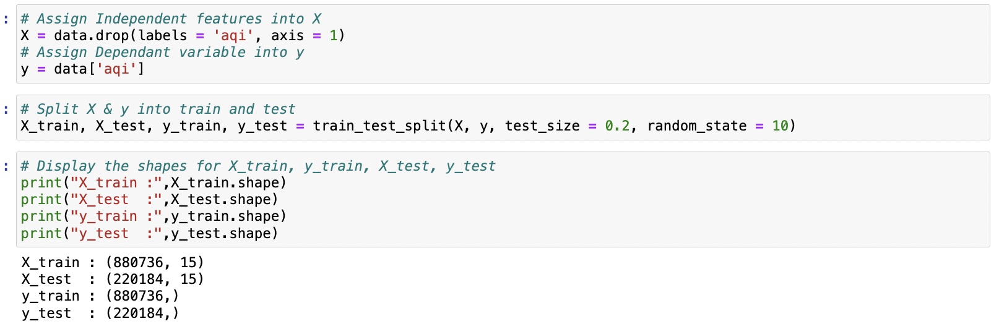 : # Assign Independent features into X
X = data.drop(labels = 'aqi', axis = 1)
# Assign Dependant variable into y
y = data['aqi']
: # Split X & y into train and test
X_train, X_test, y_train, y_test = train_test_split(X, y, test_size = 0.2, random_state = 10)
: # Display the shapes for X_train, y_train, X_test, y_test
print("X_train :",X_train.shape)
print("X_test  :",X_test.shape)
print("y_train :",y_train.shape)
print("y_test  :",y_test.shape)
X_train : (880736, 15)
X_test  : (220184, 15)
y_train : (880736,)
y_test  : (220184,)